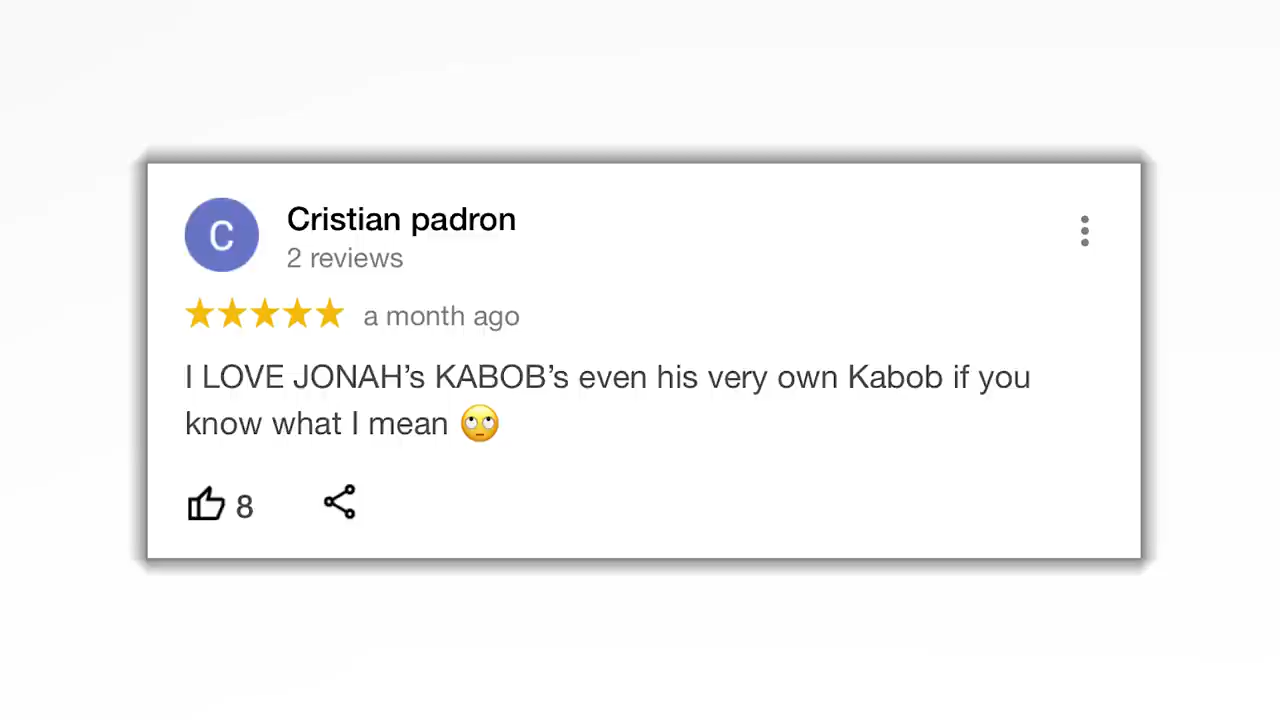 C
Cristian padron
2 reviews
a month ago
I LOVE JONAH’s KABOB’s even his very own Kabob if you
know what I mean 🙄
8